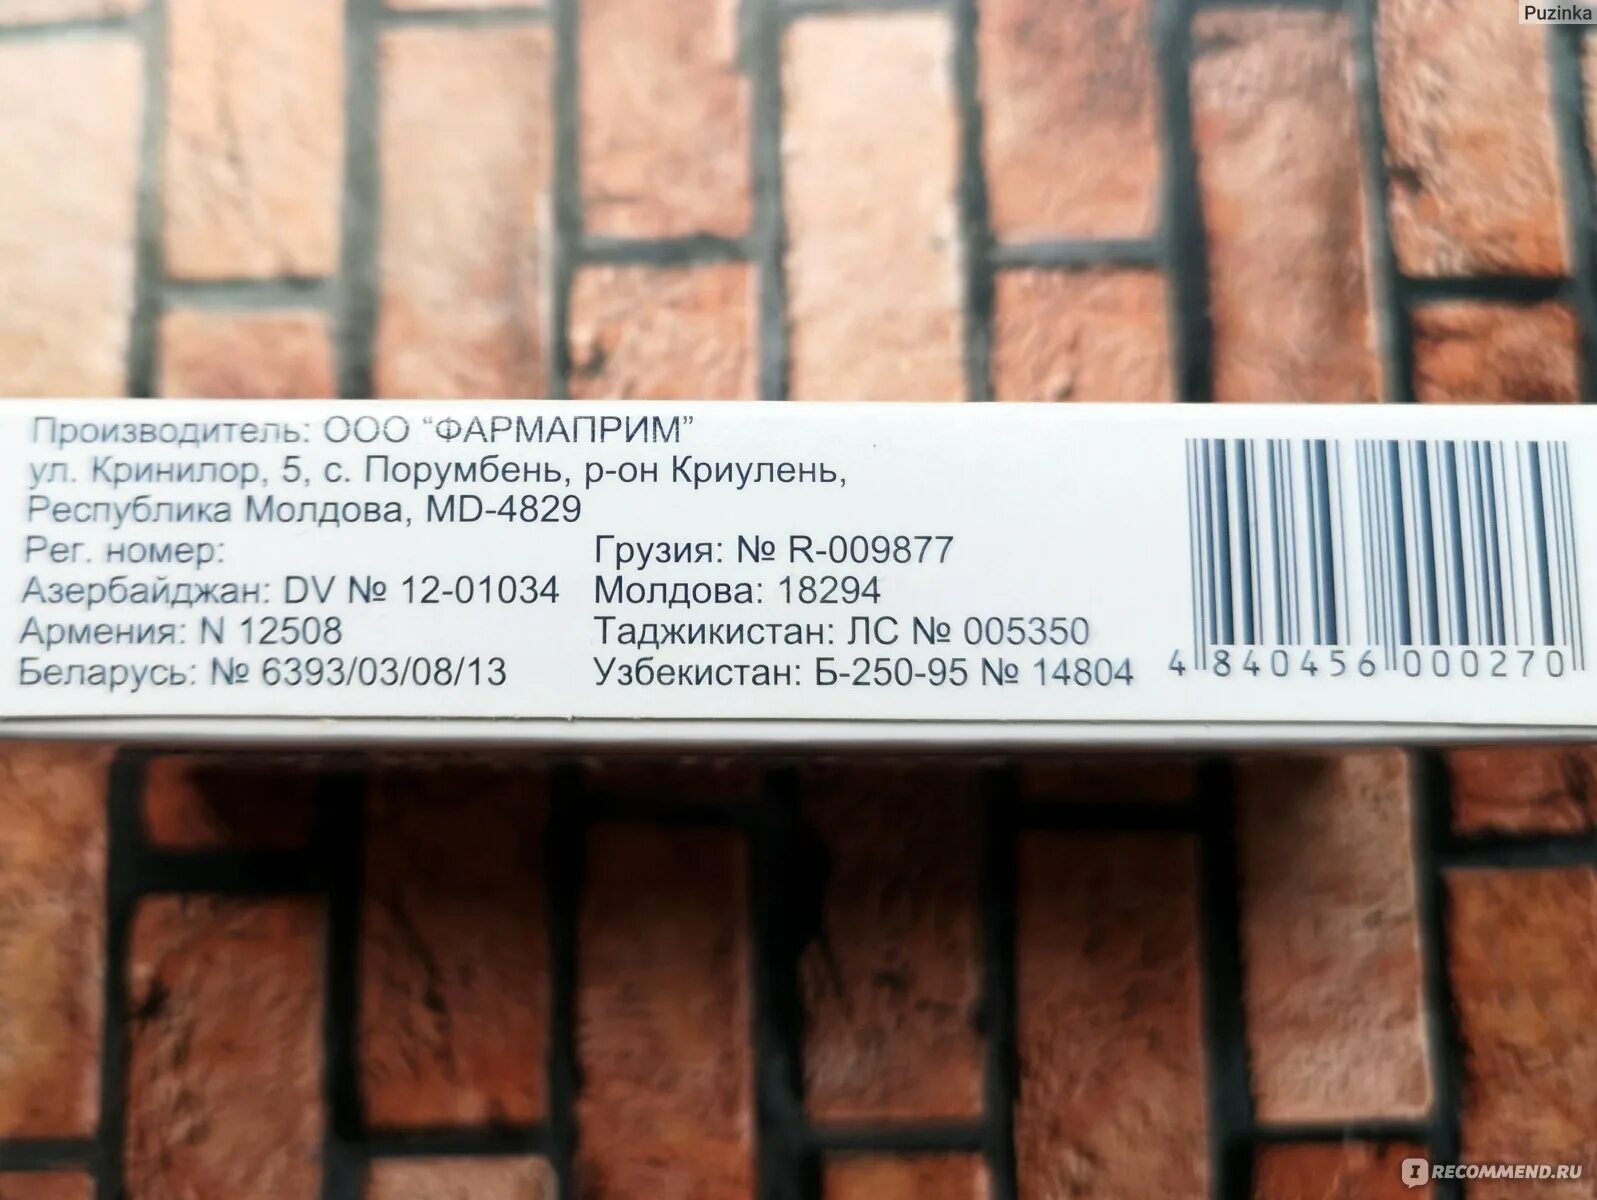 Puzinka
Производитель: ООО “ФАРМАПРИМ”
ул. Кринилор, 5, с. Порумбень, р-он Криулень,
Республика Молдова, MD-4829
Рег. номер:
Азербайджан: DV № 12-01034
Армения: N 12508
Беларусь: № 6393/03/08/13
Грузия: № R-009877
Молдова: 18294
Таджикистан: ЛС № 005350
Узбекистан: Б-250-95 № 14804
4 840456 000270
IRECOMMEND.RU